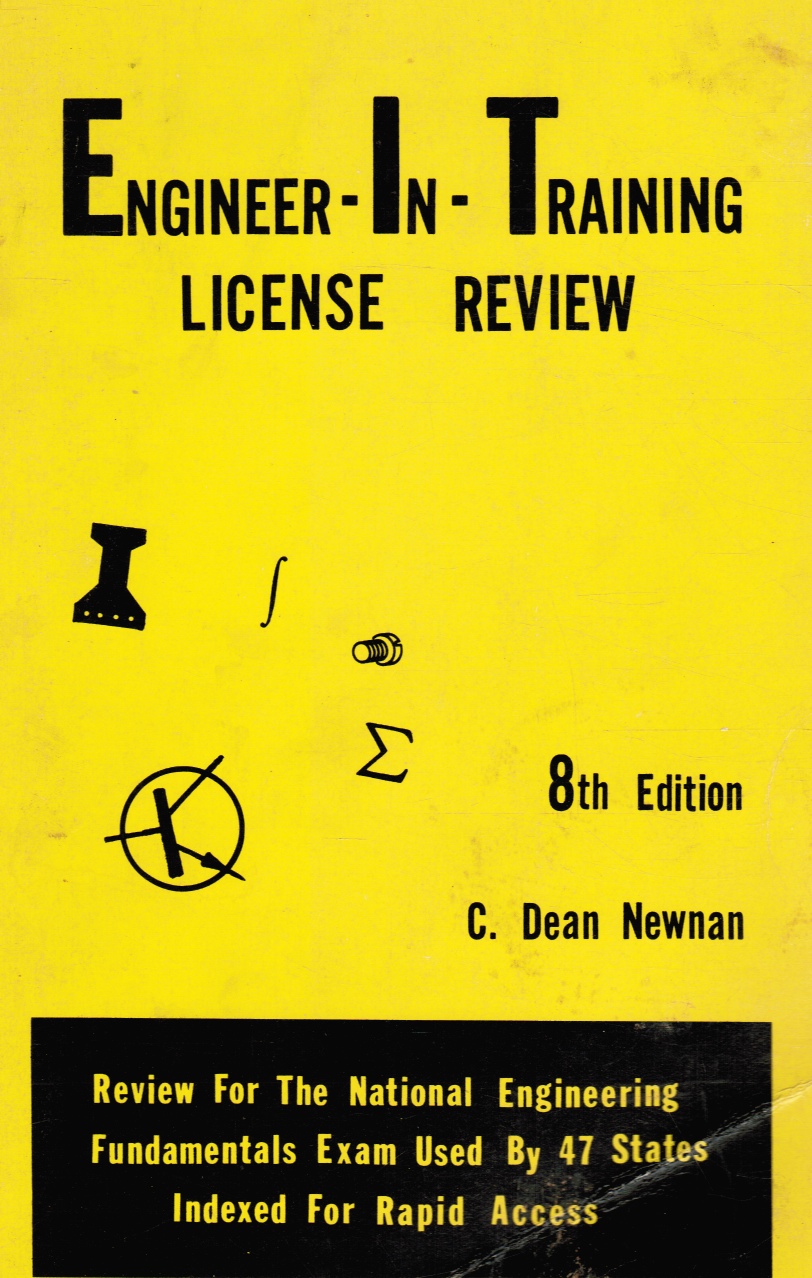 ENGINEER-IN-TRAINING
LICENSE REVIEW
∫
Σ
8th Edition
C. Dean Newnan
Review For The National Engineering
Fundamentals Exam Used By 47 States
Indexed For Rapid Access